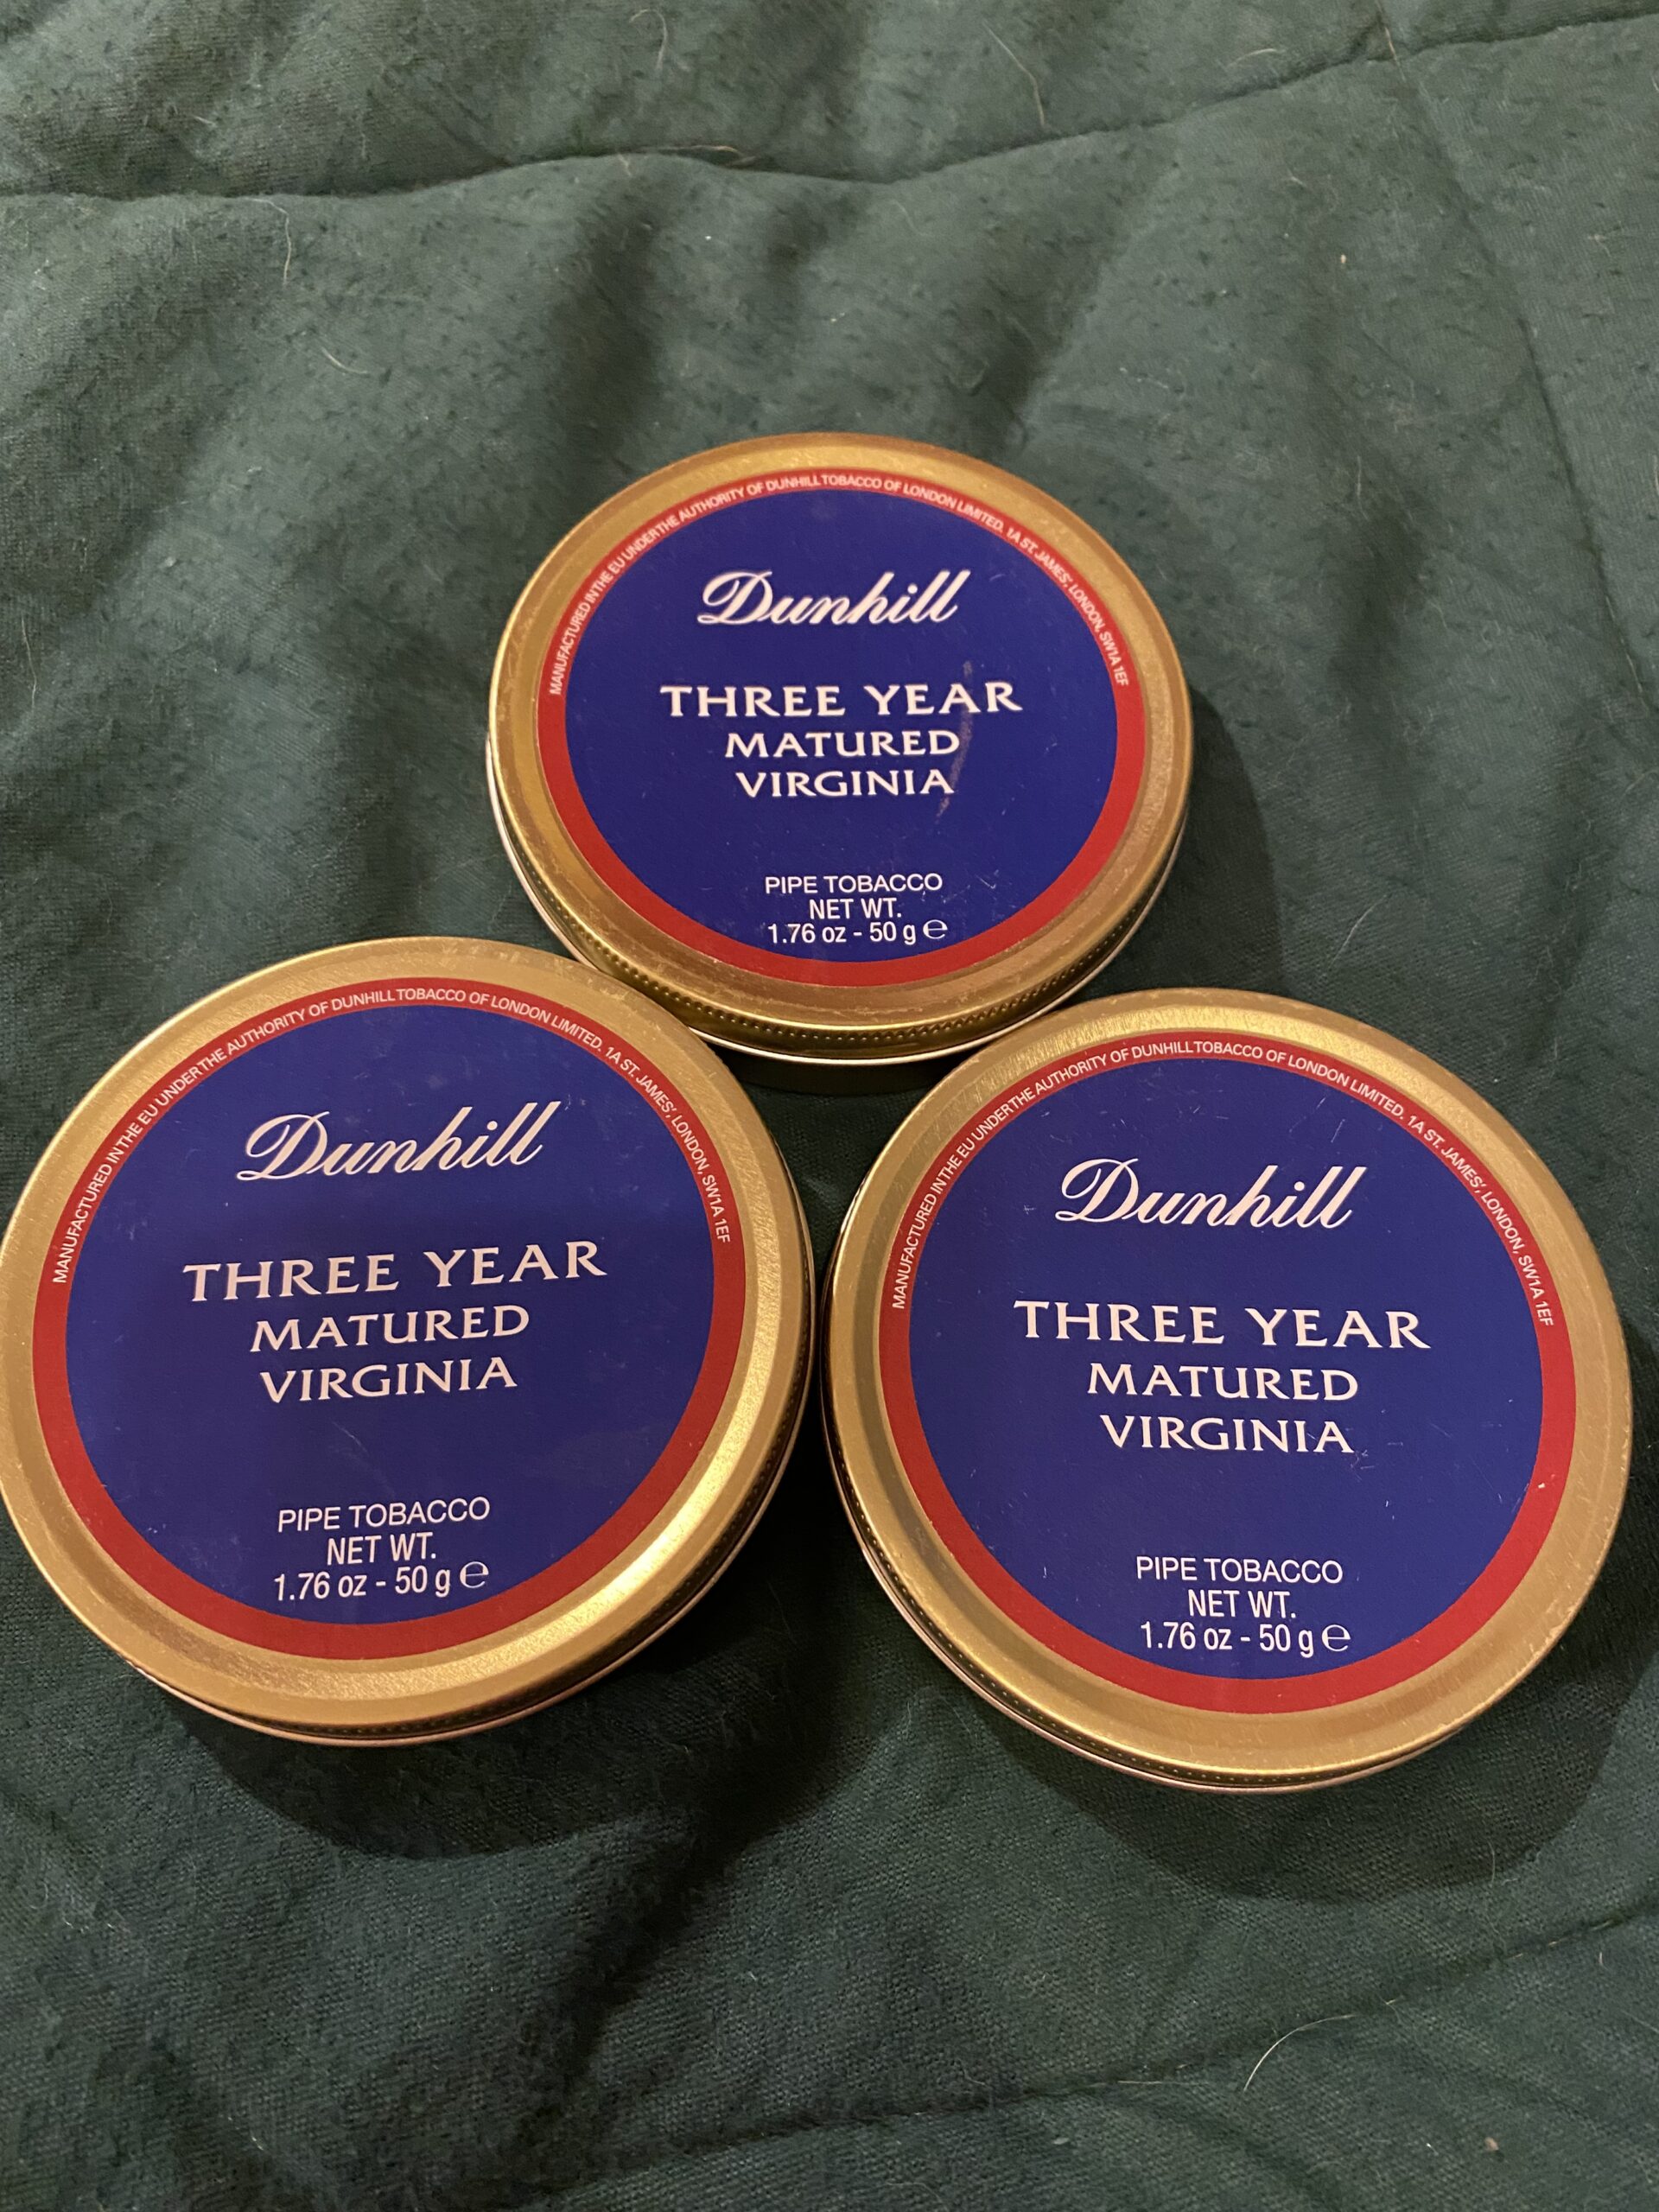 MANUFACTURED IN THE EU UNDER THE AUTHORITY OF DUNHILL TOBACCO OF LONDON LIMITED. 1A ST. JAMES', LONDON, SW1A 1EF
Dunhill
THREE YEAR
MATURED
VIRGINIA
PIPE TOBACCO
NET WT.
1.76 oz - 50 g ℮
MANUFACTURED IN THE EU UNDER THE AUTHORITY OF DUNHILL TOBACCO OF LONDON LIMITED. 1A ST. JAMES', LONDON, SW1A 1EF
Dunhill
THREE YEAR
MATURED
VIRGINIA
PIPE TOBACCO
NET WT.
1.76 oz - 50 g ℮
MANUFACTURED IN THE EU UNDER THE AUTHORITY OF DUNHILL TOBACCO OF LONDON LIMITED. 1A ST. JAMES', LONDON, SW1A 1EF
Dunhill
THREE YEAR
MATURED
VIRGINIA
PIPE TOBACCO
NET WT.
1.76 oz - 50 g ℮